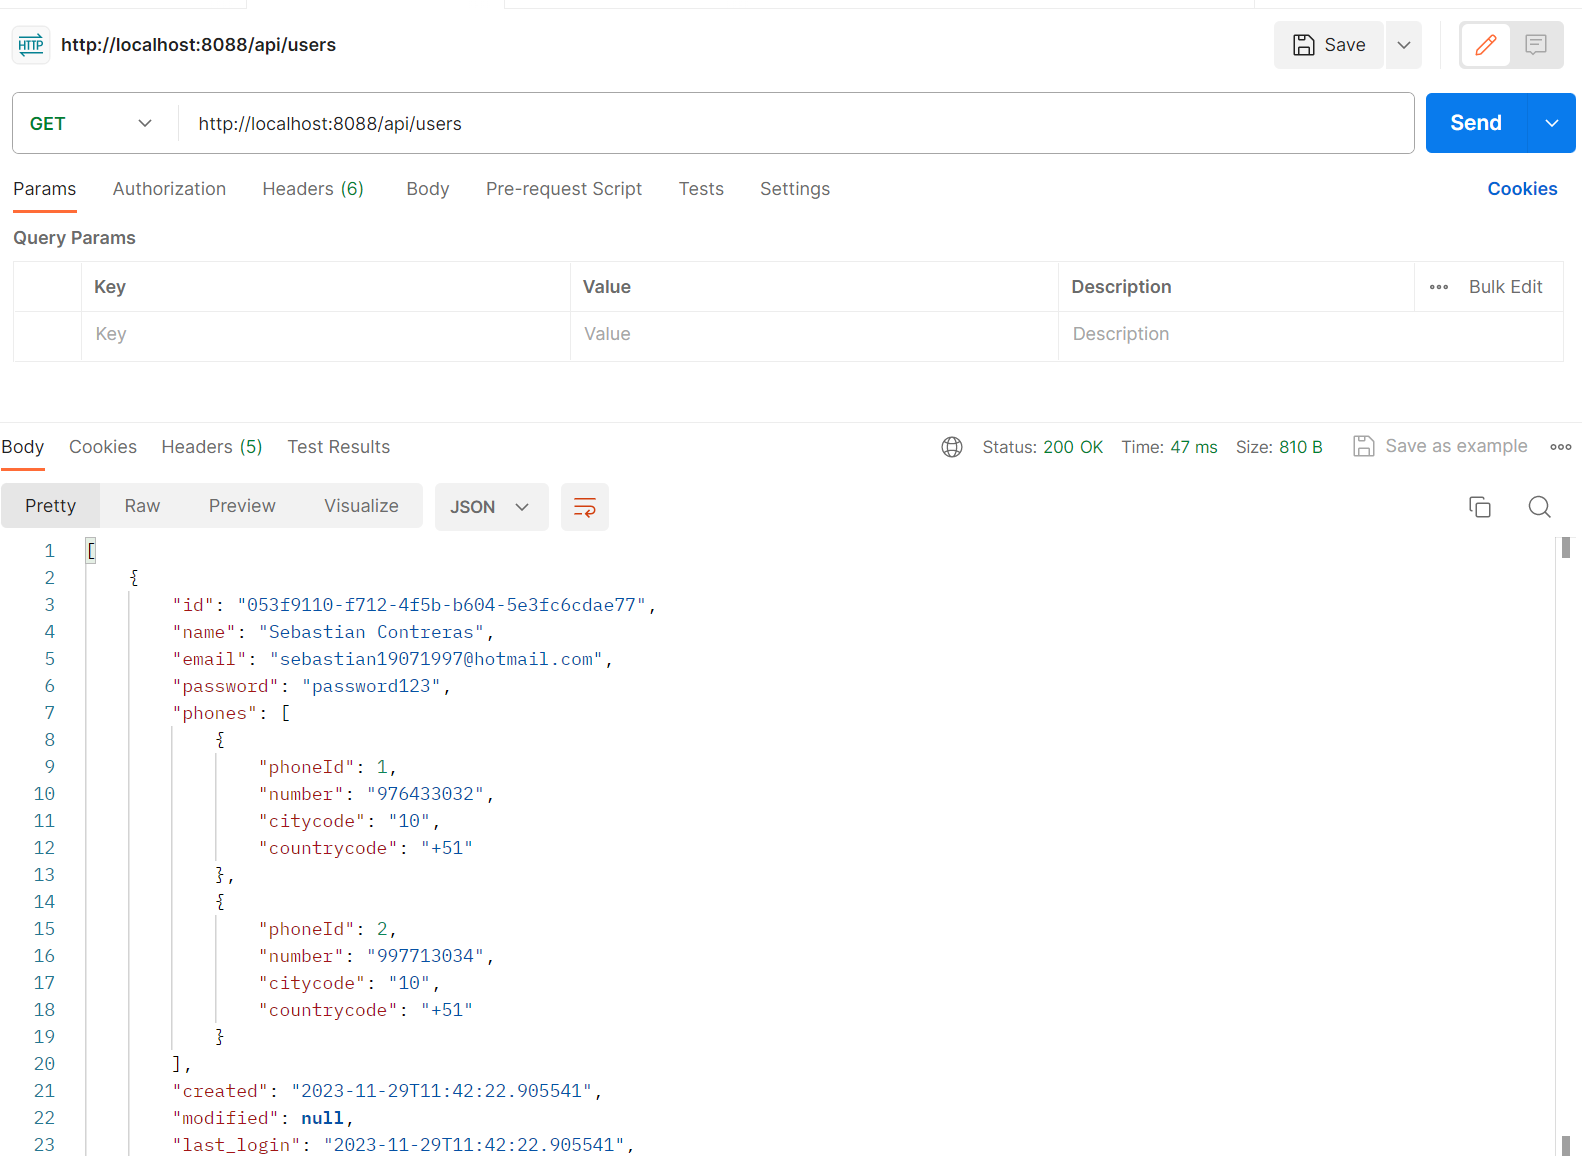 HTTP http://localhost:8088/api/users Save
GET http://localhost:8088/api/users Send
Params Authorization Headers (6) Body Pre-request Script Tests Settings Cookies
Query Params
Key Value Description Bulk Edit
Key Value Description
Body Cookies Headers (5) Test Results Status: 200 OK Time: 47 ms Size: 810 B Save as example
Pretty Raw Preview Visualize JSON
1 [
2 {
3 "id": "053f9110-f712-4f5b-b604-5e3fc6cdae77",
4 "name": "Sebastian Contreras",
5 "email": "sebastian19071997@hotmail.com",
6 "password": "password123",
7 "phones": [
8 {
9 "phoneId": 1,
10 "number": "976433032",
11 "citycode": "10",
12 "countrycode": "+51"
13 },
14 {
15 "phoneId": 2,
16 "number": "997713034",
17 "citycode": "10",
18 "countrycode": "+51"
19 }
20 ],
21 "created": "2023-11-29T11:42:22.905541",
22 "modified": null,
23 "last_login": "2023-11-29T11:42:22.905541",